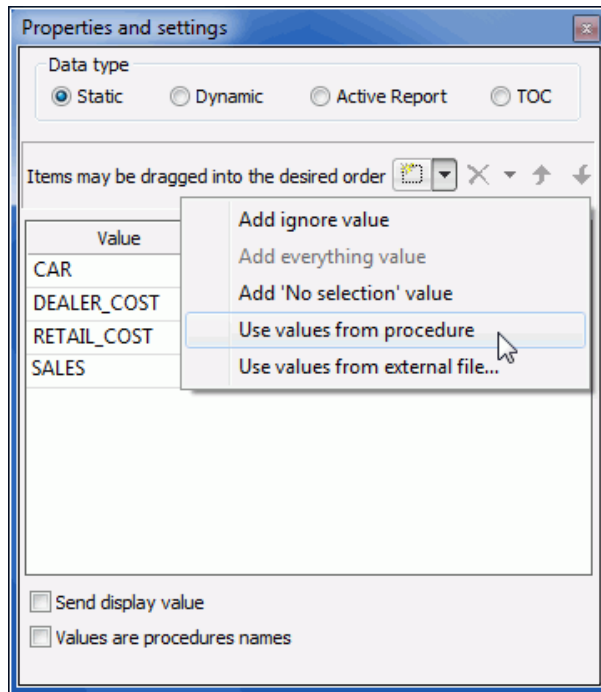 Properties and settings
Data type
Static Dynamic Active Report TOC
Items may be dragged into the desired order
Value
CAR
DEALER_COST
RETAIL_COST
SALES
Add ignore value
Add everything value
Add 'No selection' value
Use values from procedure
Use values from external file...
Send display value
Values are procedures names